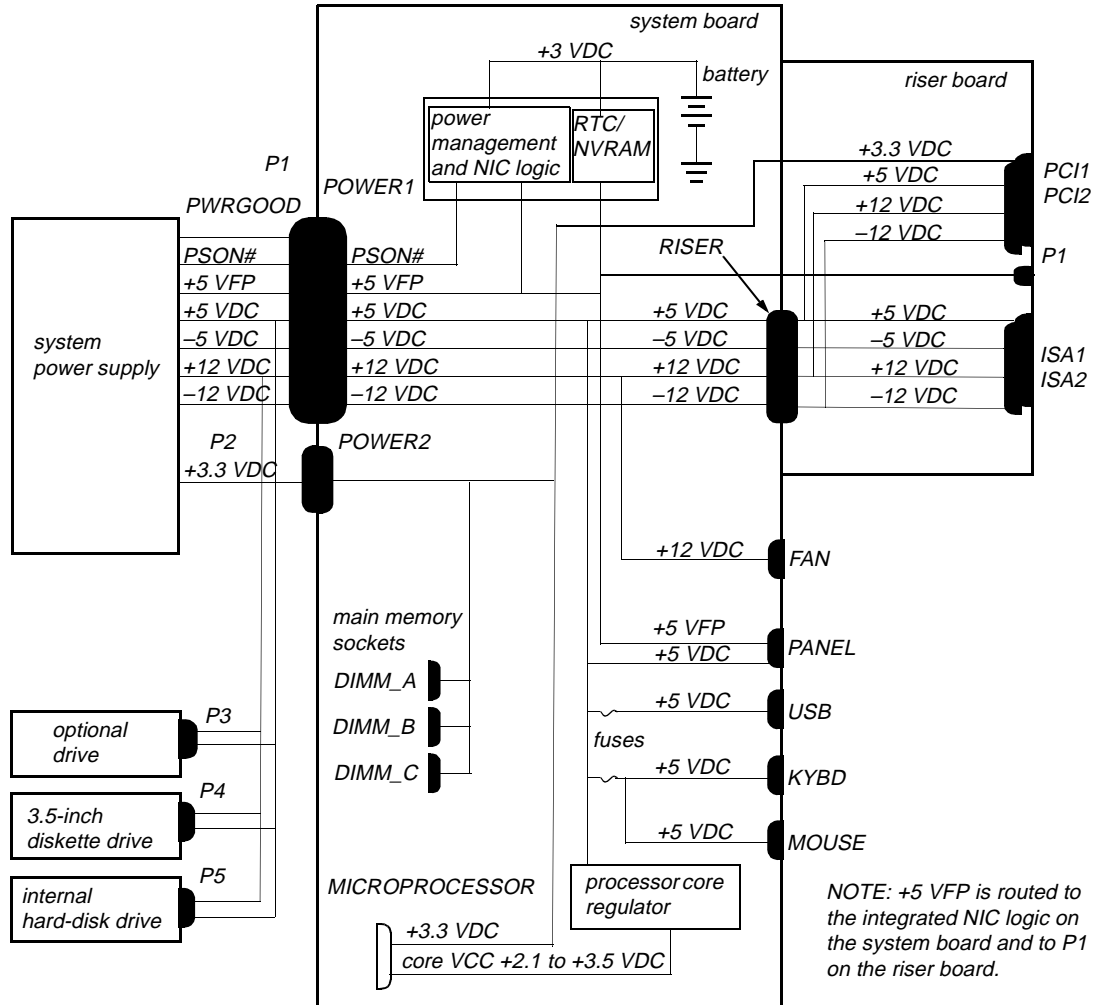 system board
+3 VDC
battery
riser board
power
management
and NIC logic
RTC/
NVRAM
+3.3 VDC
+5 VDC
+12 VDC
–12 VDC
PCI1
PCI2
P1
POWER1
PWRGOOD
RISER
P1
PSON#
+5 VFP
+5 VDC
–5 VDC
+12 VDC
–12 VDC
PSON#
+5 VFP
+5 VDC
–5 VDC
+12 VDC
–12 VDC
+5 VDC
–5 VDC
+12 VDC
–12 VDC
+5 VDC
–5 VDC
+12 VDC
–12 VDC
ISA1
ISA2
system
power supply
P2
+3.3 VDC
POWER2
+12 VDC
FAN
main memory
sockets
DIMM_A
DIMM_B
DIMM_C
+5 VFP
+5 VDC
PANEL
+5 VDC
USB
fuses
+5 VDC
KYBD
+5 VDC
MOUSE
optional
drive
P3
3.5-inch
diskette drive
P4
internal
hard-disk drive
P5
MICROPROCESSOR
processor core
regulator
+3.3 VDC
core VCC +2.1 to +3.5 VDC
NOTE: +5 VFP is routed to
the integrated NIC logic on
the system board and to P1
on the riser board.